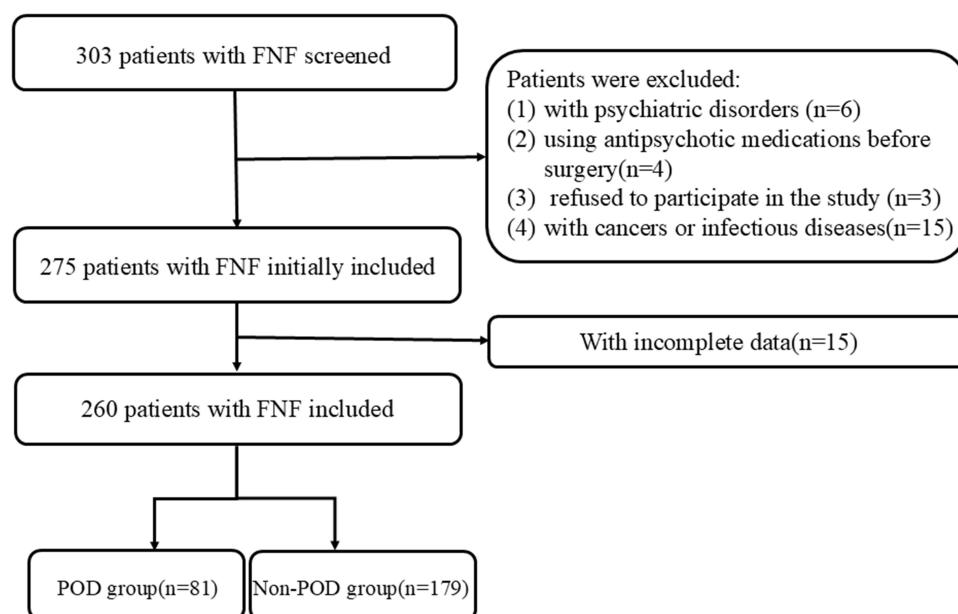 303 patients with FNF screened
Patients were excluded:
(1) with psychiatric disorders (n=6)
(2) using antipsychotic medications before
surgery(n=4)
(3) refused to participate in the study (n=3)
(4) with cancers or infectious diseases(n=15)
275 patients with FNF initially included
With incomplete data(n=15)
260 patients with FNF included
POD group(n=81)
Non-POD group(n=179)